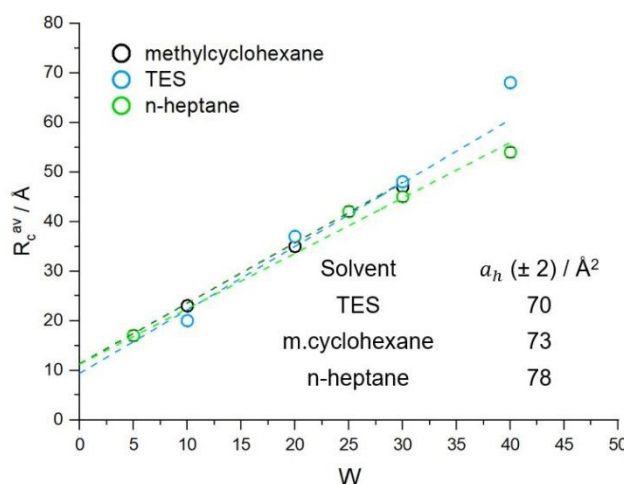 80
70
60
50
40
30
20
10
0
R_c^av / Å
methylcyclohexane
TES
n-heptane
Solvent a_h (± 2) / Å²
TES 70
m.cyclohexane 73
n-heptane 78
0 5 10 15 20 25 30 35 40 45 50
W